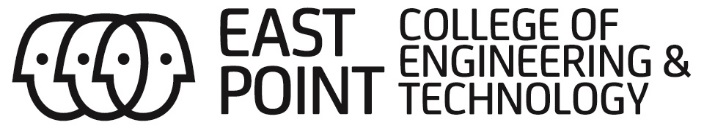 EAST
POINT
COLLEGE OF
ENGINEERING &
TECHNOLOGY